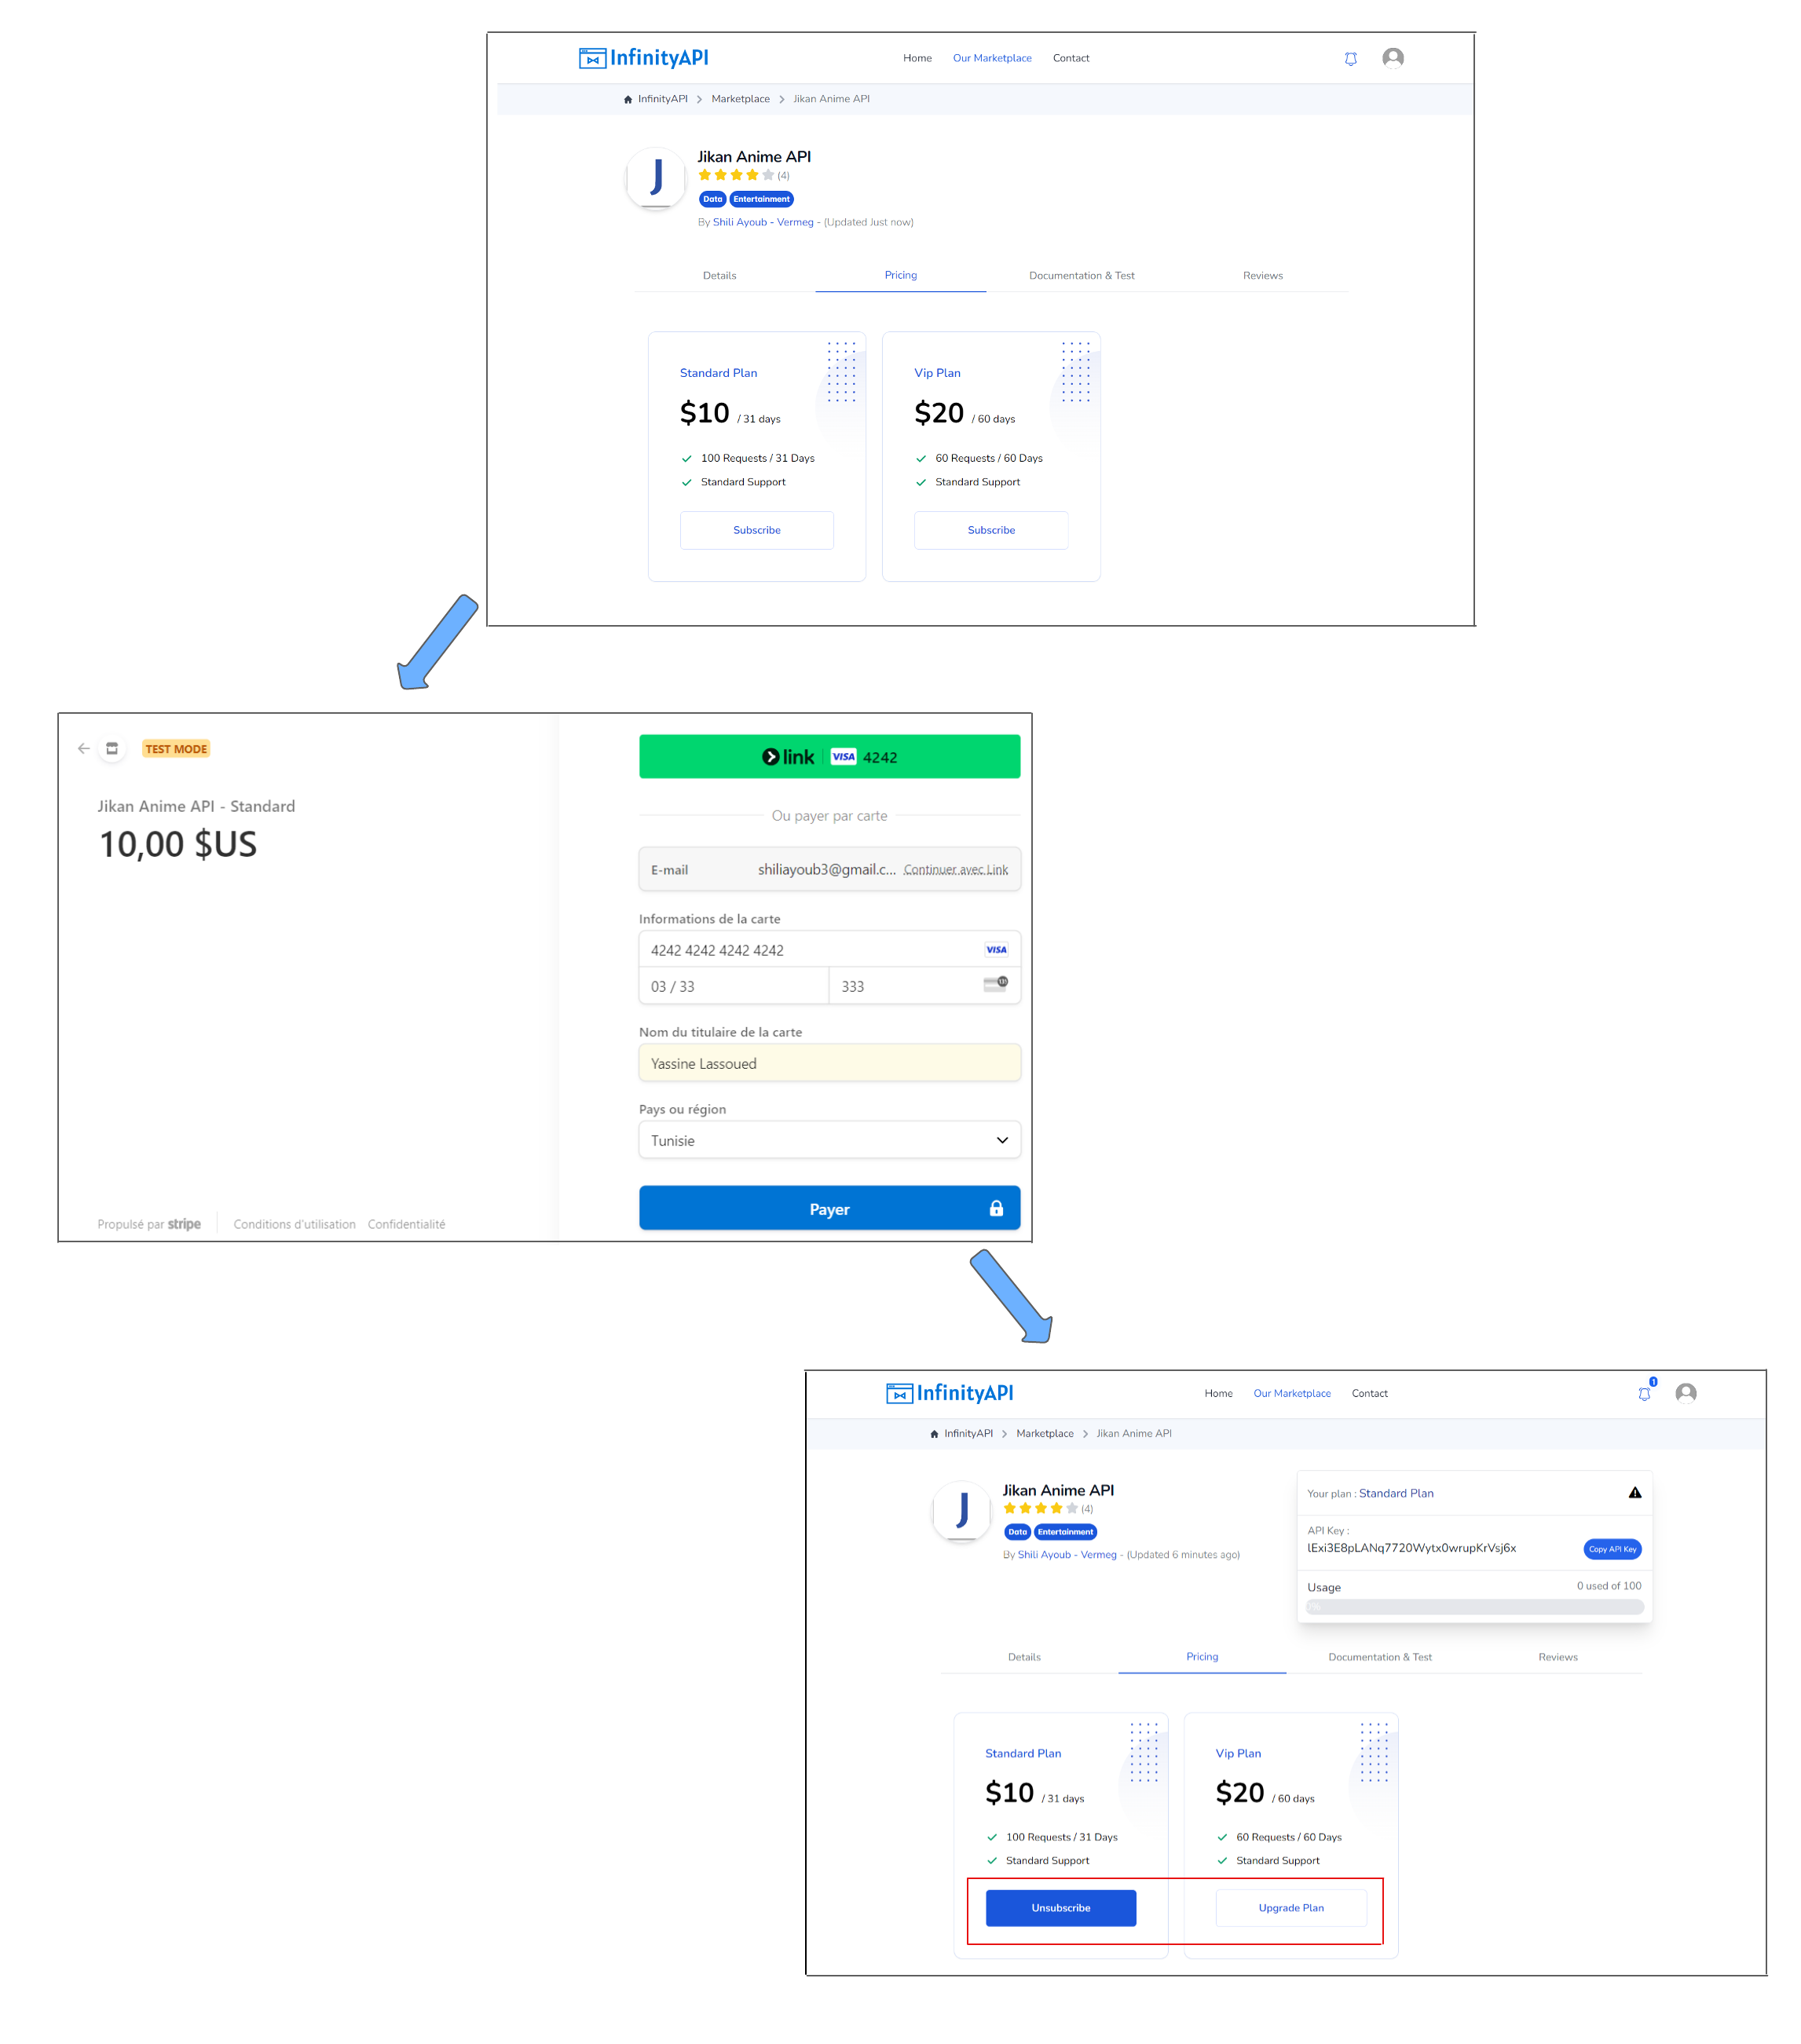 InfinityAPI
Home Our Marketplace Contact
InfinityAPI > Marketplace > Jikan Anime API
J
Jikan Anime API
(4)
Data Entertainment
By Shili Ayoub - Vermeg - (Updated Just now)
Details Pricing Documentation & Test Reviews
Standard Plan
$10 / 31 days
100 Requests / 31 Days
Standard Support
Subscribe
Vip Plan
$20 / 60 days
60 Requests / 60 Days
Standard Support
Subscribe
TEST MODE
Jikan Anime API - Standard
10,00 $US
Propulsé par stripe Conditions d'utilisation Confidentialité
link VISA 4242
Ou payer par carte
E-mail shiliayoub3@gmail.c... Continuer avec Link
Informations de la carte
4242 4242 4242 4242 VISA
03 / 33 333
Nom du titulaire de la carte
Yassine Lassoued
Pays ou région
Tunisie
Payer
InfinityAPI
Home Our Marketplace Contact 1
InfinityAPI > Marketplace > Jikan Anime API
J
Jikan Anime API
(4)
Data Entertainment
By Shili Ayoub - Vermeg - (Updated 6 minutes ago)
Your plan : Standard Plan
API Key :
lExi3E8pLANq7720Wytx0wrupKrVsj6x Copy API Key
Usage 0 used of 100
Details Pricing Documentation & Test Reviews
Standard Plan
$10 / 31 days
100 Requests / 31 Days
Standard Support
Unsubscribe
Vip Plan
$20 / 60 days
60 Requests / 60 Days
Standard Support
Upgrade Plan